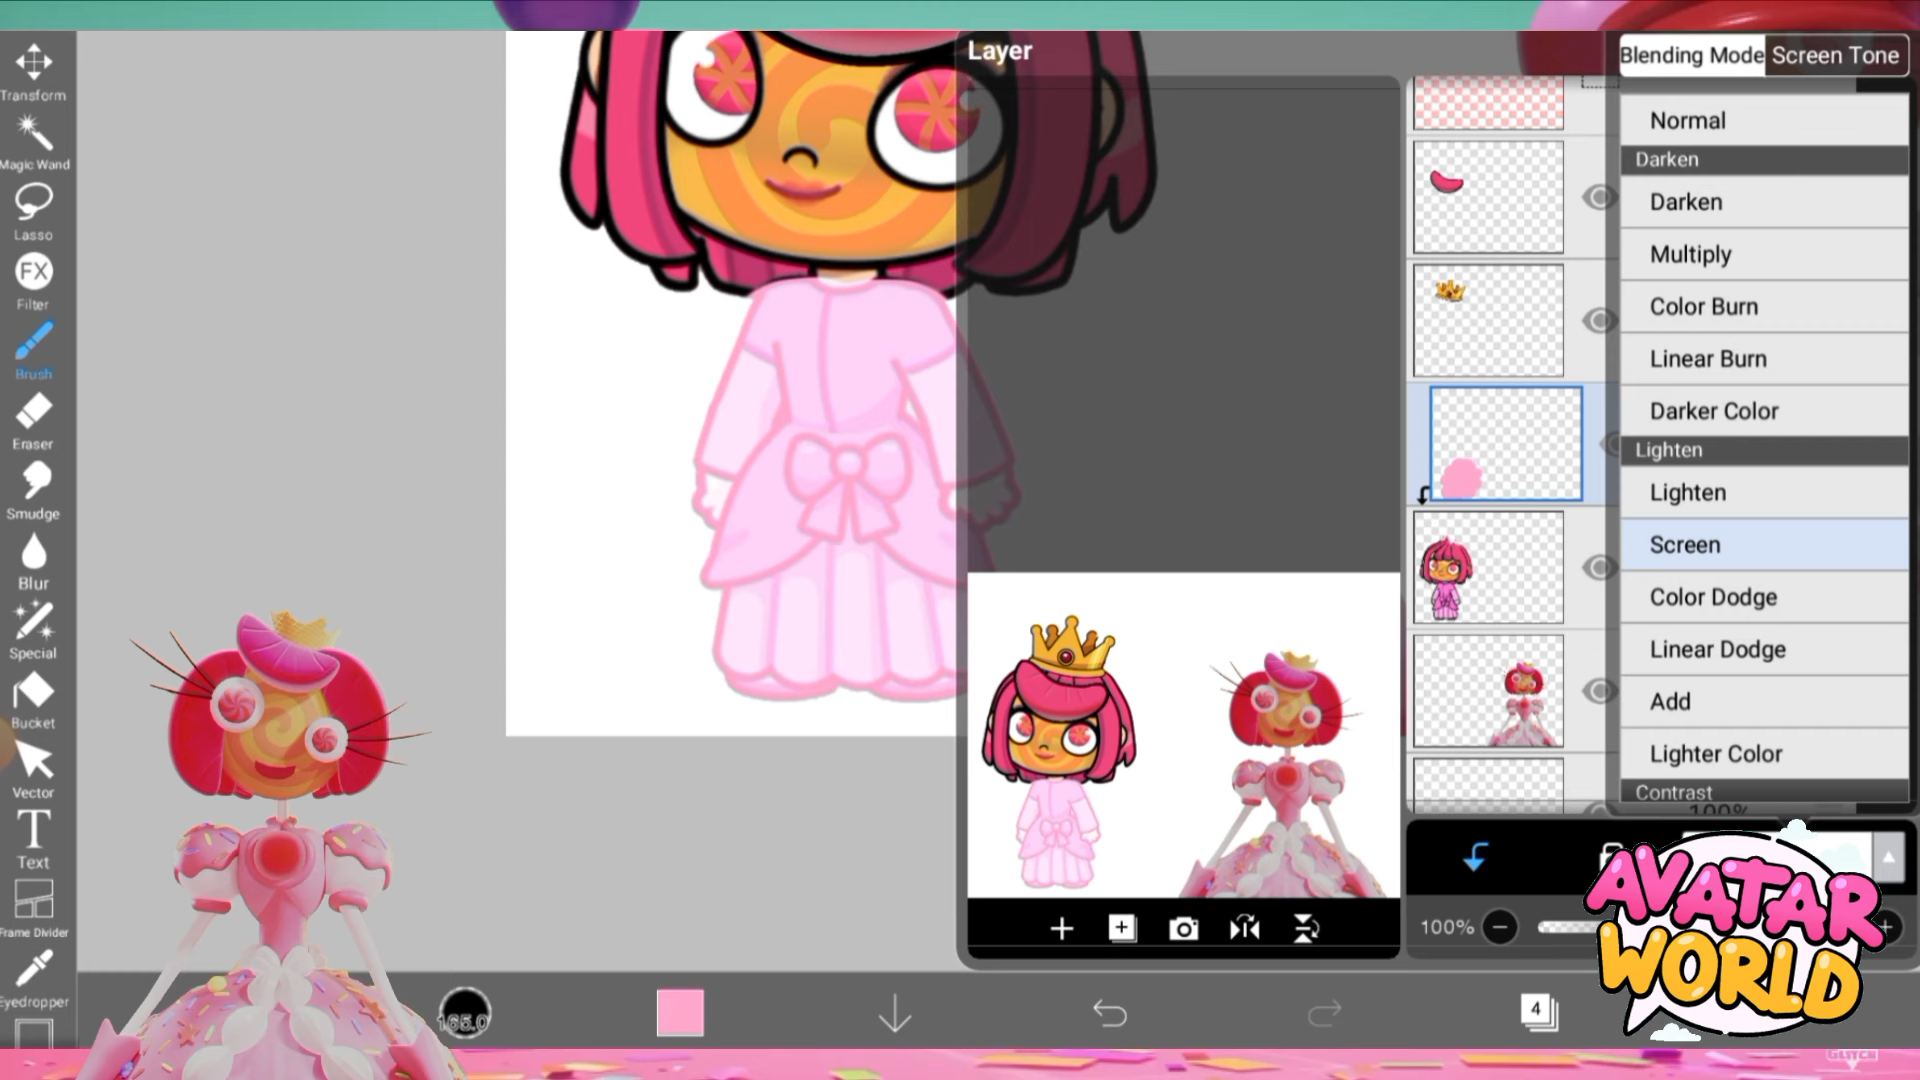 Layer
Blending Mode
Screen Tone
Transform
Magic Wand
Lasso
FX
Filter
Brush
Eraser
Smudge
Blur
Special
Bucket
Vector
T
Text
Frame Divider
Eyedropper
Normal
Darken
Darken
Multiply
Color Burn
Linear Burn
Darker Color
Lighten
Lighten
Screen
Color Dodge
Linear Dodge
Add
Lighter Color
Contrast
100%
100%
165.0
4
AVATAR
WORLD
GLITCH